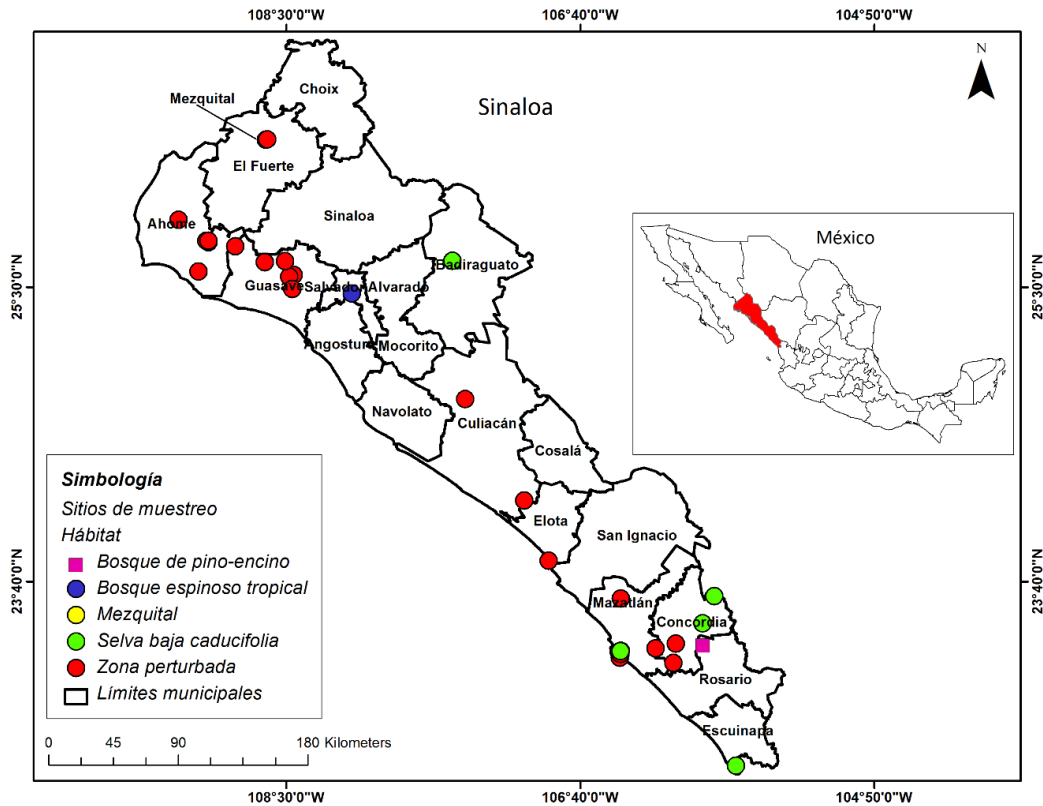 108°30'0"W 106°40'0"W 104°50'0"W
N
Sinaloa
Choix
Mezquital
El Fuerte
Sinaloa
Ahome
Badiraguato
Guasave
Salvador Alvarado
Angostura
Mocorito
Navolato
Culiacán
Cosalá
Elota
San Ignacio
Mazatlán
Concordia
Rosario
Escuinapa
México
25°30'0"N
25°30'0"N
23°40'0"N
23°40'0"N
Simbología
Sitios de muestreo
Hábitat
Bosque de pino-encino
Bosque espinoso tropical
Mezquital
Selva baja caducifolia
Zona perturbada
Límites municipales
0 45 90 180 Kilometers
108°30'0"W 106°40'0"W 104°50'0"W